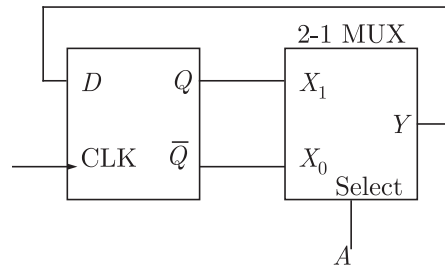 2-1 MUX
D Q X₁
Y
CLK Q̅ X₀
Select
A